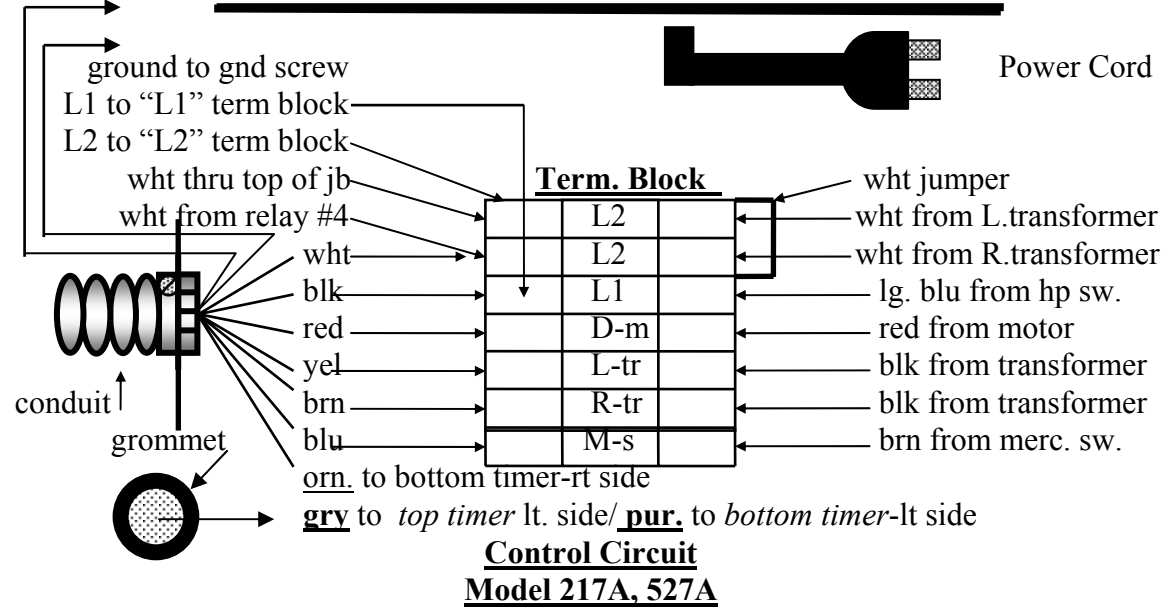 ground to gnd screw
Power Cord
L1 to “L1” term block
L2 to “L2” term block
wht thru top of jb
Term. Block
wht jumper
wht from relay #4
L2
wht from L.transformer
wht
L2
wht from R.transformer
blk
L1
lg. blu from hp sw.
red
D-m
red from motor
yel
L-tr
blk from transformer
conduit
brn
R-tr
blk from transformer
grommet
blu
M-s
brn from merc. sw.
orn. to bottom timer-rt side
gry to top timer lt. side/ pur. to bottom timer-lt side
Control Circuit
Model 217A, 527A